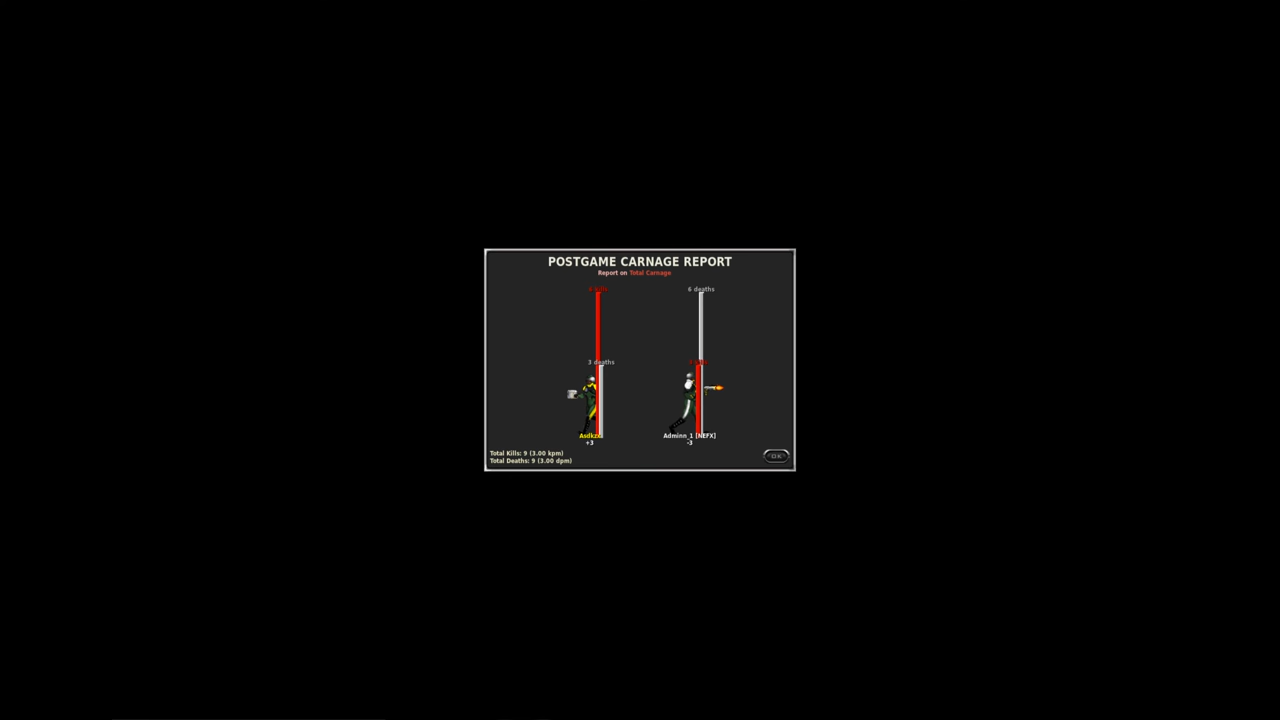 POSTGAME CARNAGE REPORT
Report on Total Carnage
6 deaths
3 deaths
Adminn_1 [NEFX]
+3
-3
Total Kills: 9 (3.00 kpm)
Total Deaths: 9 (3.00 dpm)
OK